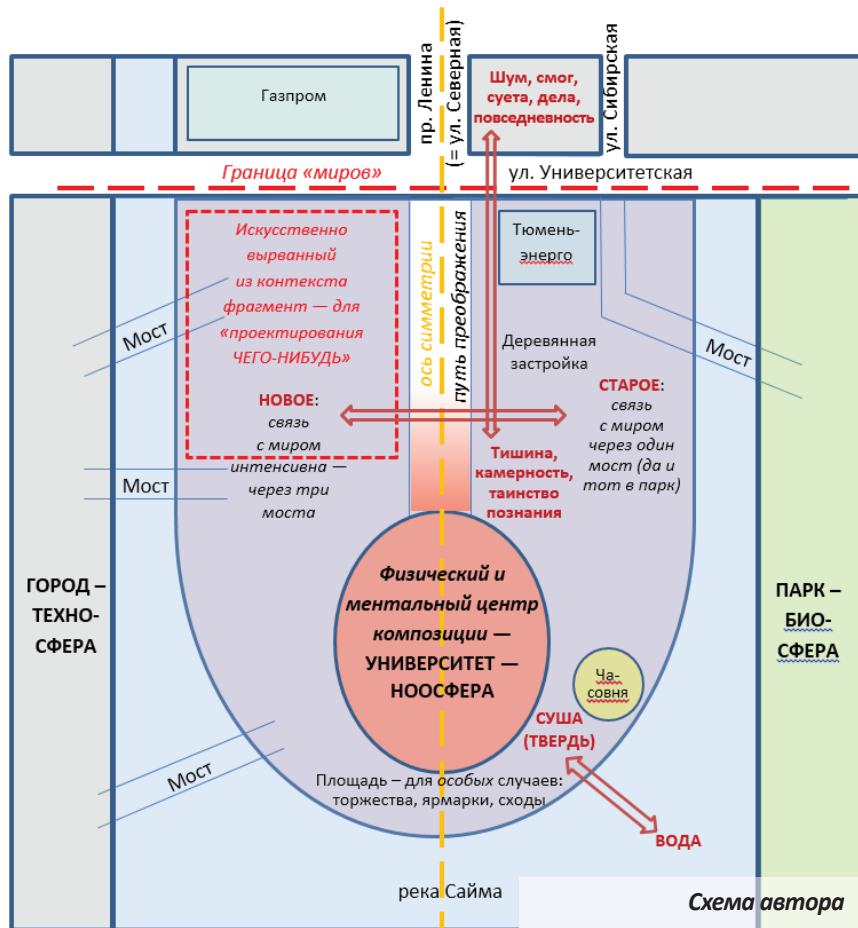 Газпром
пр. Ленина
(= ул. Северная)
Шум, смог,
суета, дела,
повседневность
ул. Сибирская
Граница «миров»
ул. Университетская
Искусственно
вырванный
из контекста
фрагмент — для
«проектирования
ЧЕГО-НИБУДЬ»
ось симметрии
путь преображения
Тюмень-
энерго
Мост
Деревянная
застройка
Мост
НОВОЕ:
связь
с миром
интенсивна —
через три
моста
СТАРОЕ:
связь
с миром
через один
мост (да и
тот в парк)
Мост
Тишина,
камерность,
таинство
познания
ГОРОД –
ТЕХНО-
СФЕРА
Физический и
ментальный центр
композиции —
УНИВЕРСИТЕТ —
НООСФЕРА
ПАРК –
БИО-
СФЕРА
Ча-
совня
СУША
(ТВЕРДЬ)
Мост
Площадь – для особых случаев:
торжества, ярмарки, сходы
ВОДА
река Сайма
Схема автора